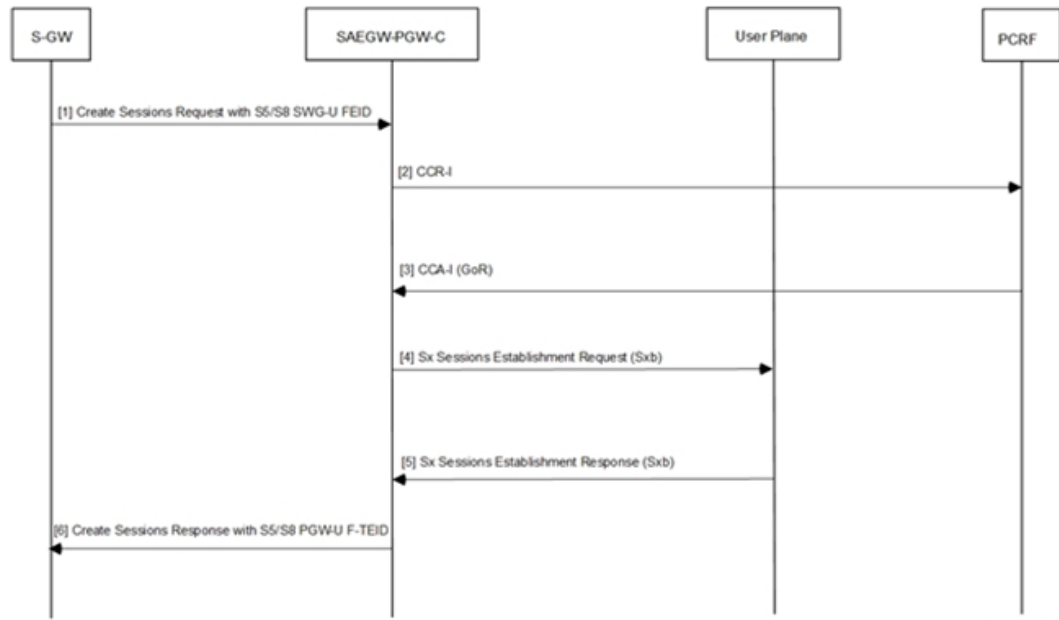 S-GW
SAEGW-PGW-C
User Plane
PCRF
[1] Create Sessions Request with S5/S8 SWG-U FEID
[2] CCR-I
[3] CCA-I (GoR)
[4] Sx Sessions Establishment Request (Sxb)
[5] Sx Sessions Establishment Response (Sxb)
[6] Create Sessions Response with S5/S8 PGW-U F-TEID